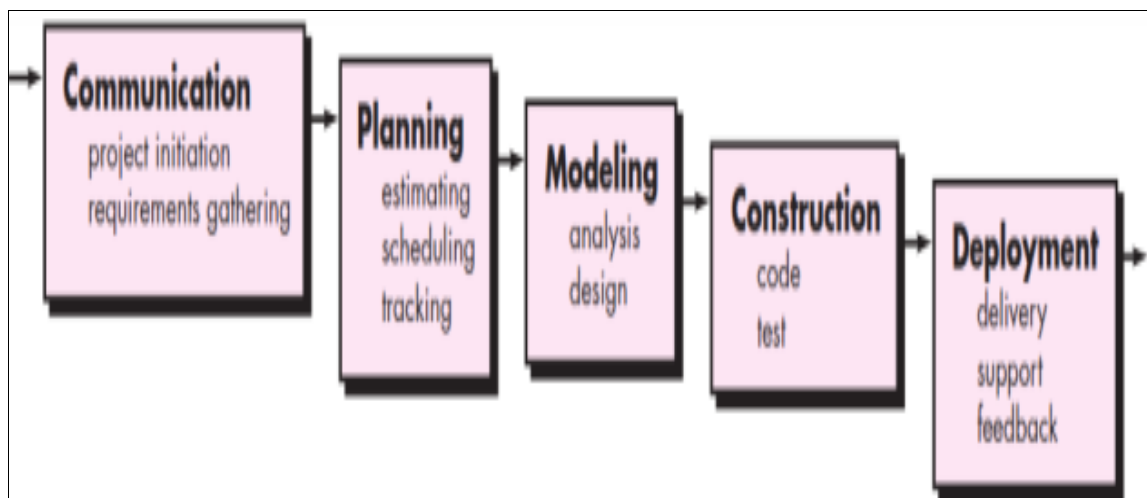 Communication
project initiation
requirements gathering
Planning
estimating
scheduling
tracking
Modeling
analysis
design
Construction
code
test
Deployment
delivery
support
feedback